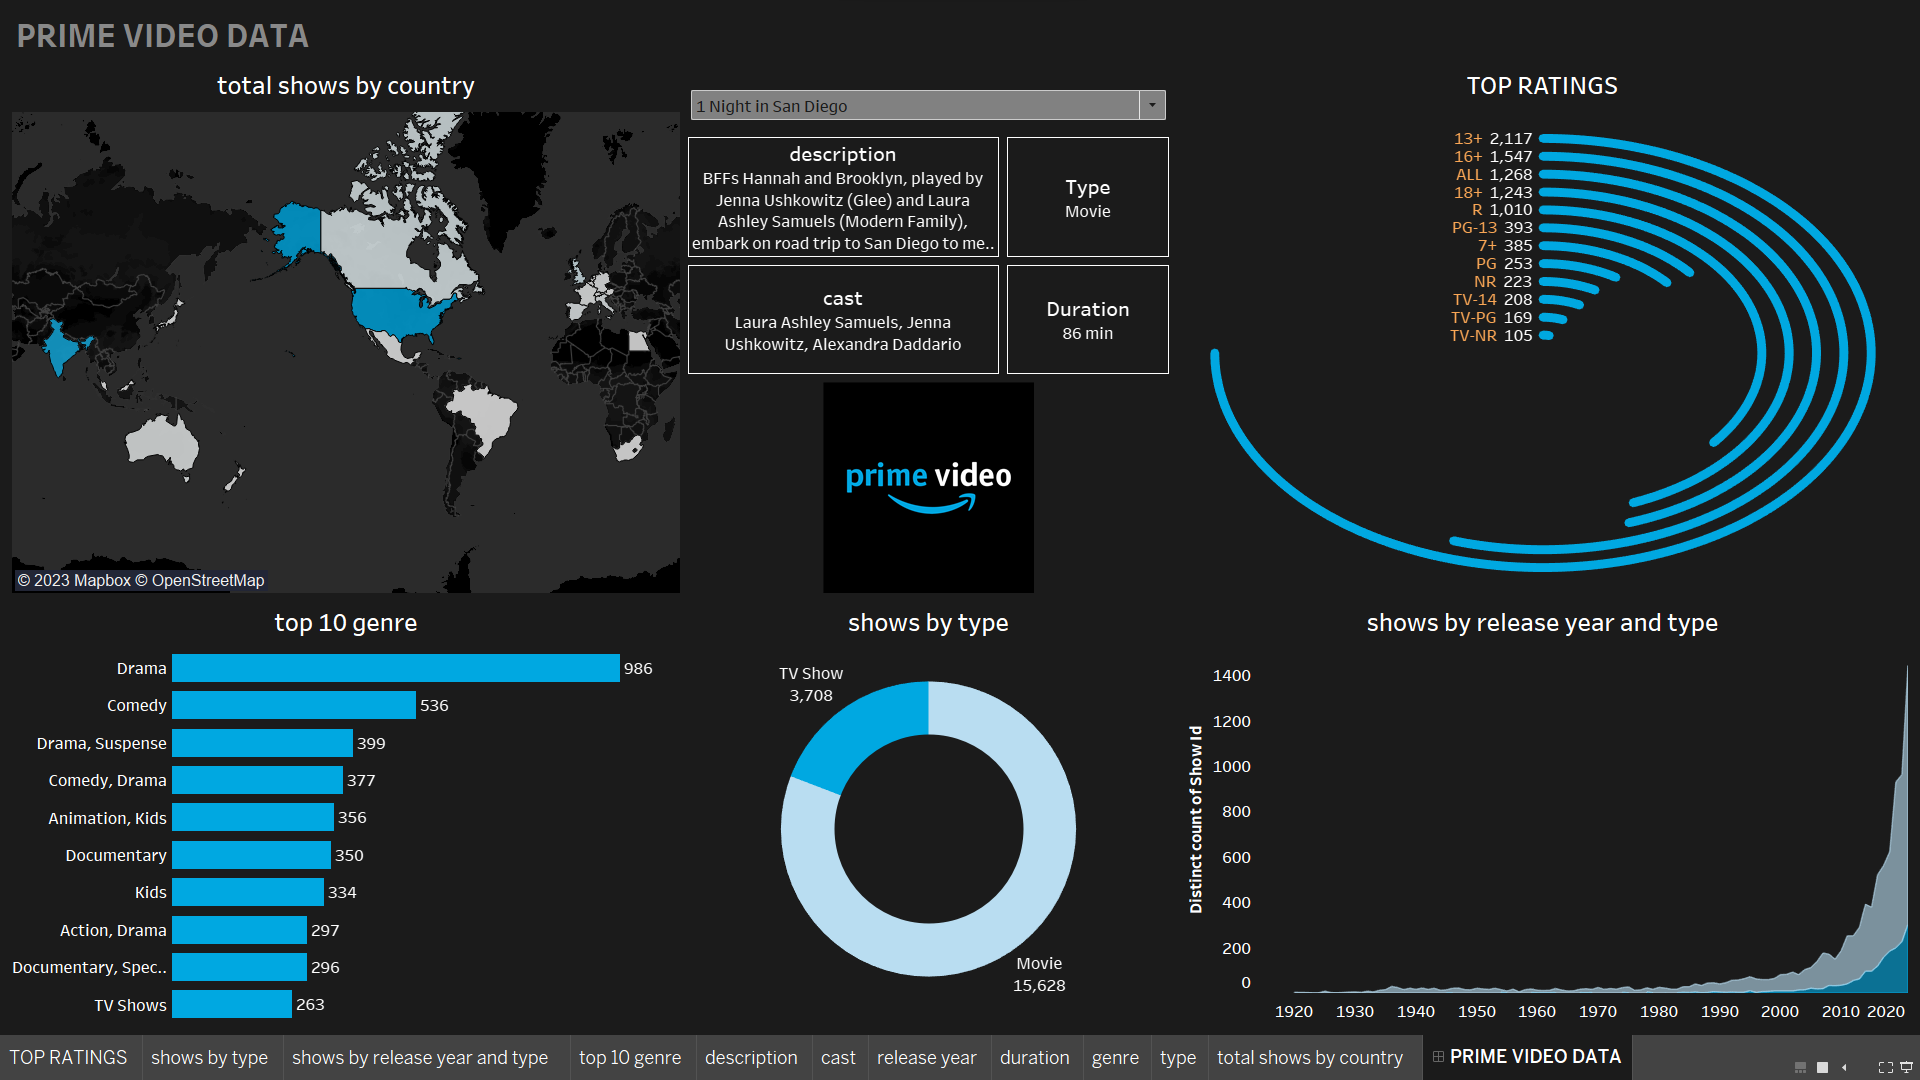 PRIME VIDEO DATA
total shows by country
© 2023 Mapbox © OpenStreetMap
1 Night in San Diego
description
BFFs Hannah and Brooklyn, played by
Jenna Ushkowitz (Glee) and Laura
Ashley Samuels (Modern Family),
embark on road trip to San Diego to me..
Type
Movie
cast
Laura Ashley Samuels, Jenna
Ushkowitz, Alexandra Daddario
Duration
86 min
prime video
TOP RATINGS
13+ 2,117
16+ 1,547
ALL 1,268
18+ 1,243
R 1,010
PG-13 393
7+ 385
PG 253
NR 223
TV-14 208
TV-PG 169
TV-NR 105
top 10 genre
Drama 986
Comedy 536
Drama, Suspense 399
Comedy, Drama 377
Animation, Kids 356
Documentary 350
Kids 334
Action, Drama 297
Documentary, Spec.. 296
TV Shows 263
shows by type
TV Show
3,708
Movie
15,628
shows by release year and type
Distinct count of Show Id
1400
1200
1000
800
600
400
200
0
1920 1930 1940 1950 1960 1970 1980 1990 2000 2010 2020
TOP RATINGS shows by type shows by release year and type top 10 genre description cast release year duration genre type total shows by country PRIME VIDEO DATA